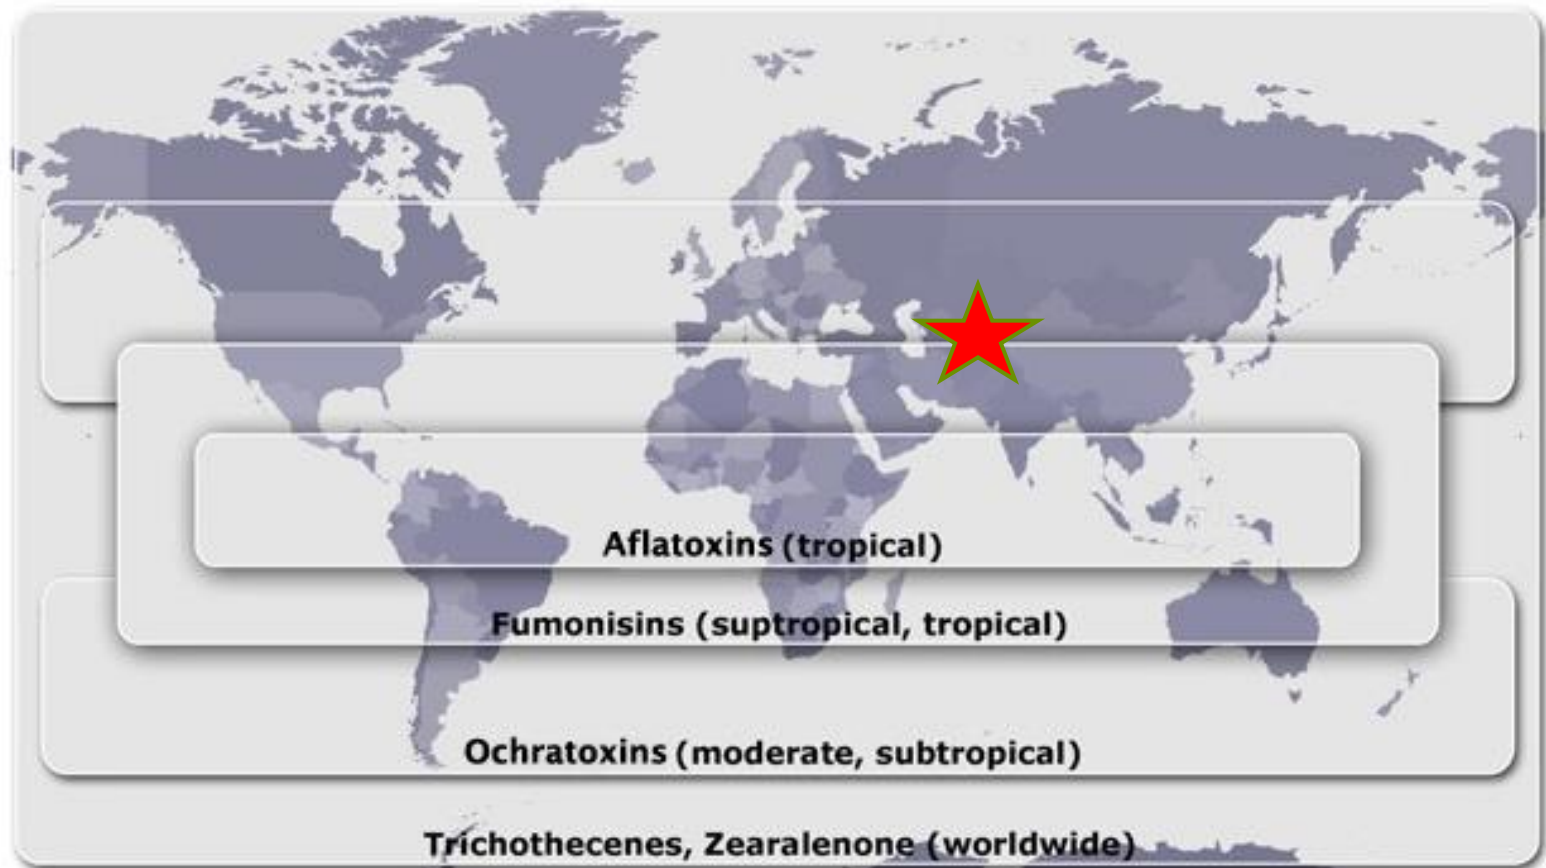 Aflatoxins (tropical)
Fumonisins (suptropical, tropical)
Ochratoxins (moderate, subtropical)
Trichothecenes, Zearalenone (worldwide)